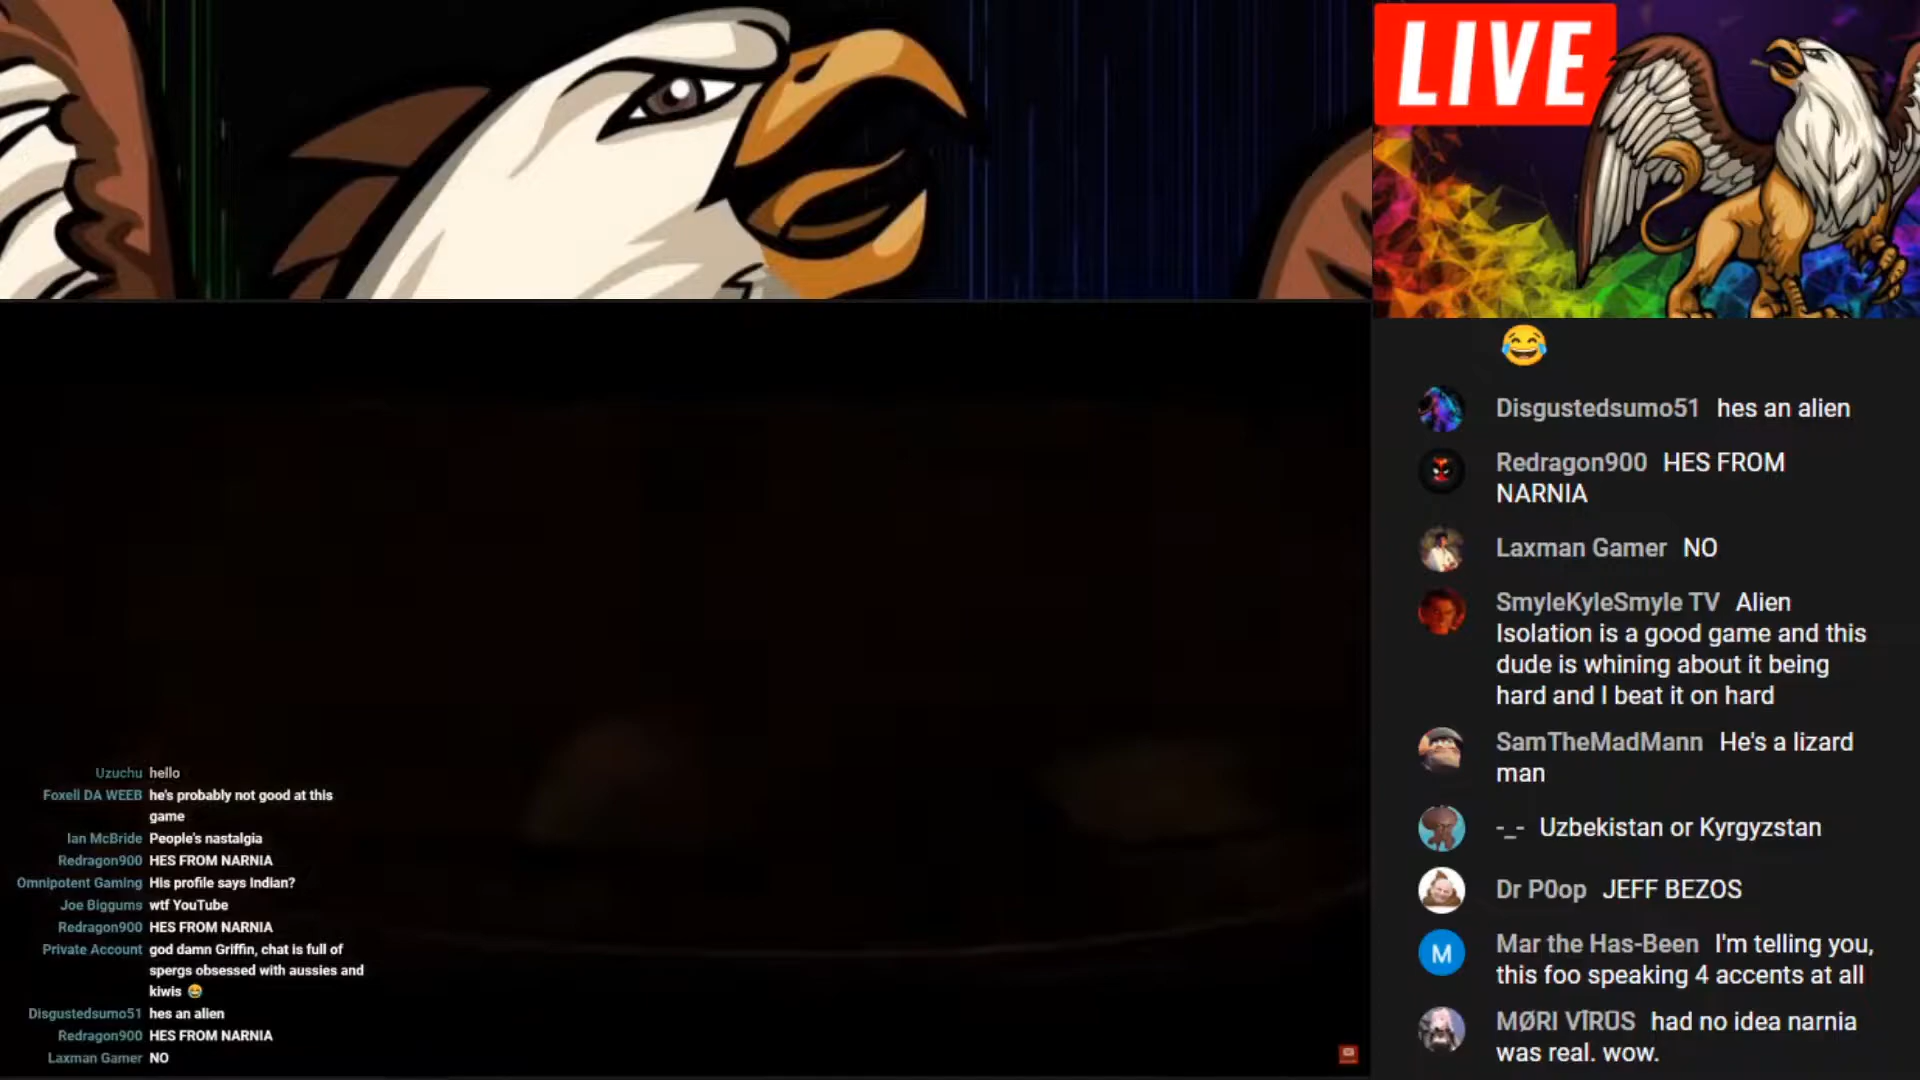 LIVE
😂
Disgustedsumo51 hes an alien
Redragon900 HES FROM
NARNIA
Laxman Gamer NO
SmyleKyleSmyle TV Alien
Isolation is a good game and this
dude is whining about it being
hard and I beat it on hard
SamTheMadMann He's a lizard
man
-_- Uzbekistan or Kyrgyzstan
Dr P0op JEFF BEZOS
M
Mar the Has-Been I'm telling you,
this foo speaking 4 accents at all
MØRI VĪRŪS had no idea narnia
was real. wow.
Uzuchu hello
Foxell DA WEEB he's probably not good at this
game
Ian McBride People's nastalgia
Redragon900 HES FROM NARNIA
Omnipotent Gaming His profile says Indian?
Joe Biggums wtf YouTube
Redragon900 HES FROM NARNIA
Private Account god damn Griffin, chat is full of
spergs obsessed with aussies and
kiwis 😂
Disgustedsumo51 hes an alien
Redragon900 HES FROM NARNIA
Laxman Gamer NO